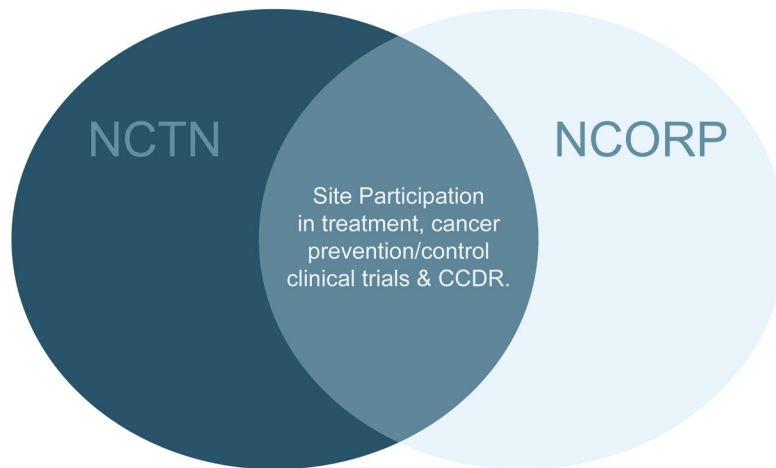 NCTN
NCORP
Site Participation
in treatment, cancer
prevention/control
clinical trials & CCDR.